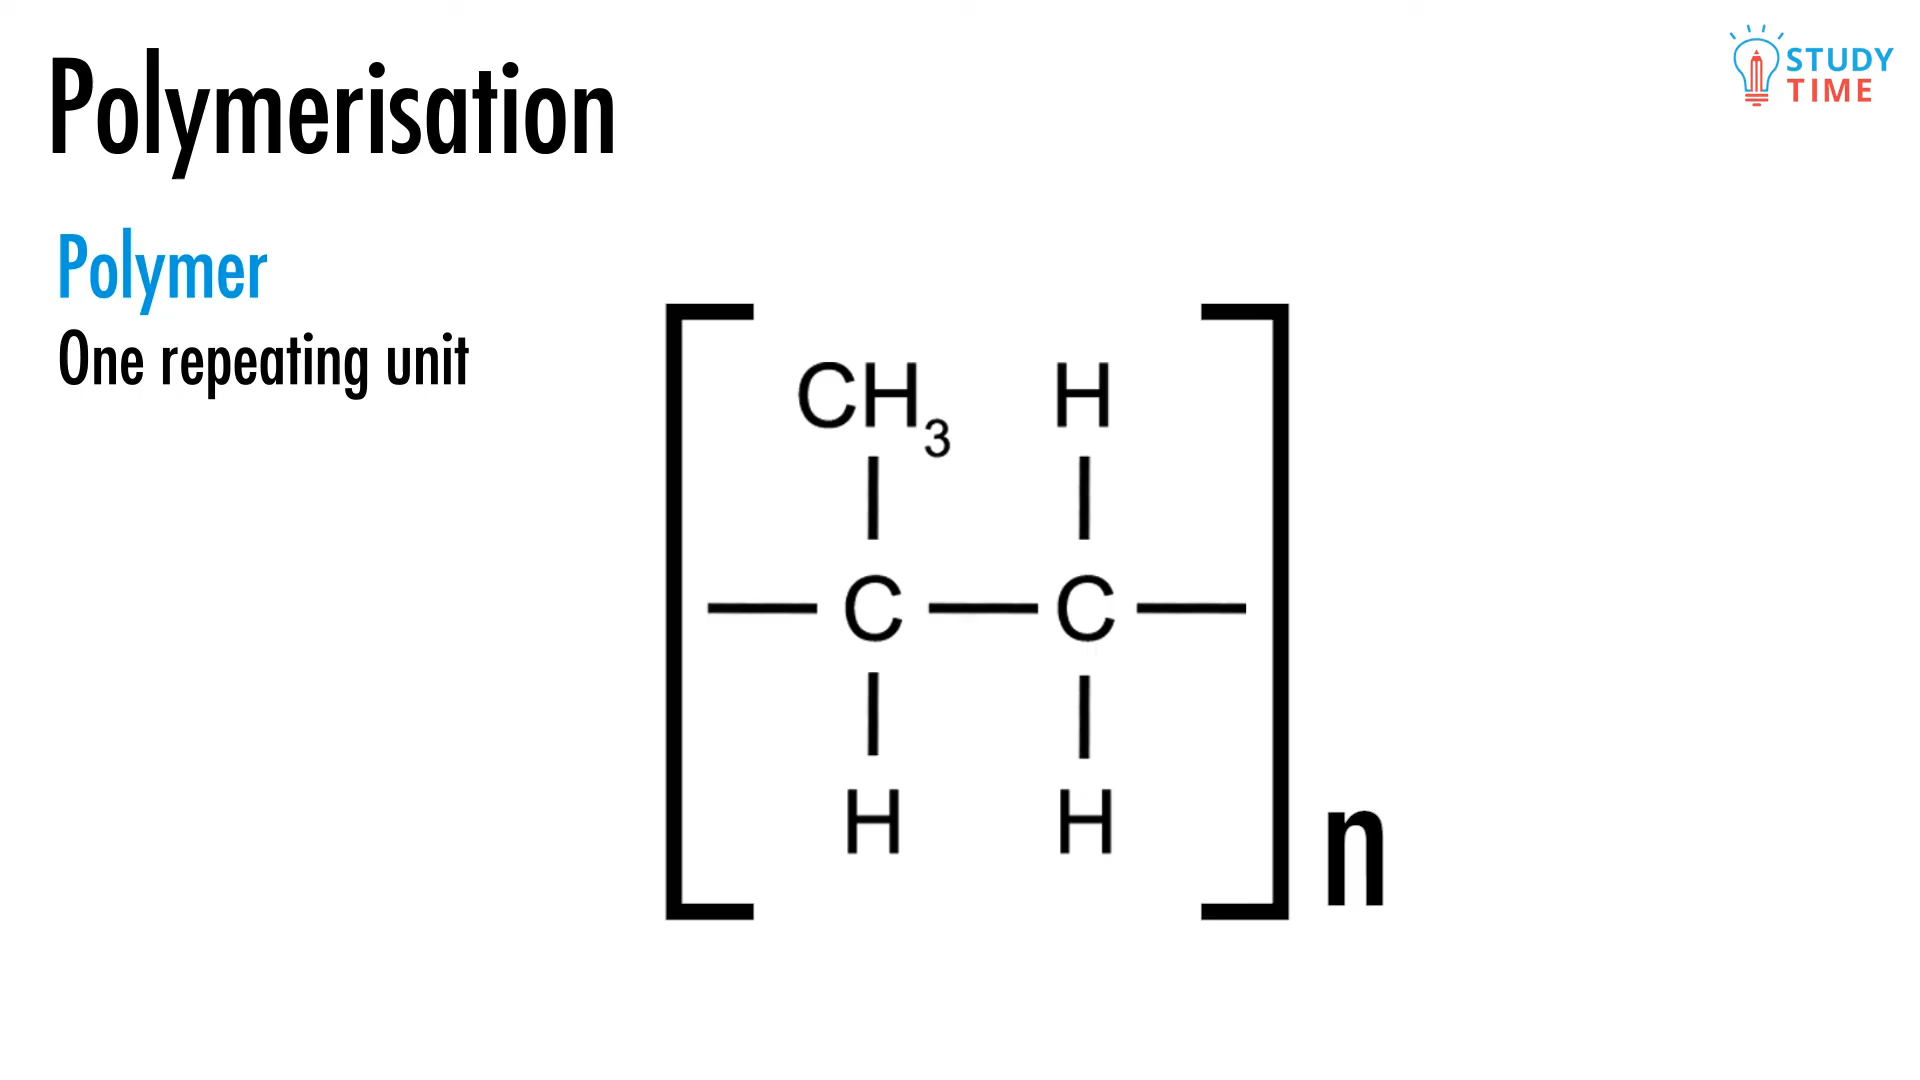 Polymerisation
STUDY
TIME
Polymer
One repeating unit
CH₃ H
C C
H H
n